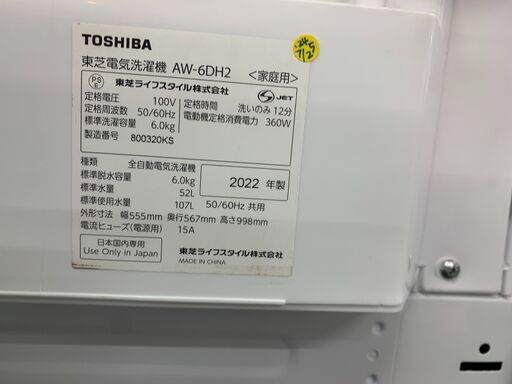 TOSHIBA
東芝電気洗濯機 AW-6DH2 <家庭用>
PS
E
東芝ライフスタイル株式会社
S JET
定格電圧 100V
定格周波数 50/60Hz
標準洗濯容量 6.0kg
製造番号 800320KS
定格時間 洗いのみ 12分
電動機定格消費電力 360W
種類 全自動電気洗濯機
標準脱水容量 6.0kg
標準水量 52L
標準使用水量 107L
2022 年製
50/60Hz 共用
外形寸法 幅555mm 奥行567mm 高さ998mm
電流ヒューズ(電源用) 15A
日本国内専用
Use Only in Japan
東芝ライフスタイル株式会社
MADE IN CHINA